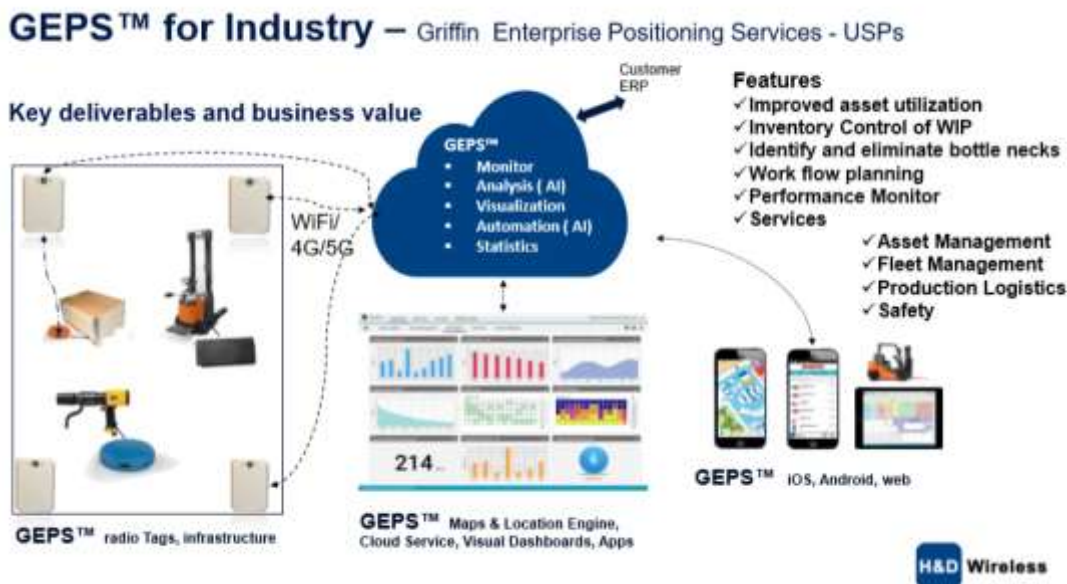 GEPS™ for Industry – Griffin Enterprise Positioning Services - USPs
Key deliverables and business value
Customer
ERP
GEPS™
▪ Monitor
▪ Analysis ( AI)
▪ Visualization
▪ Automation ( AI)
▪ Statistics
WiFi/
4G/5G
Features
✓Improved asset utilization
✓Inventory Control of WIP
✓Identify and eliminate bottle necks
✓Work flow planning
✓Performance Monitor
✓Services
✓Asset Management
✓Fleet Management
✓Production Logistics
✓Safety
214
GEPS™ radio Tags, infrastructure
GEPS™ Maps & Location Engine,
Cloud Service, Visual Dashboards, Apps
GEPS™ iOS, Android, web
H&D Wireless